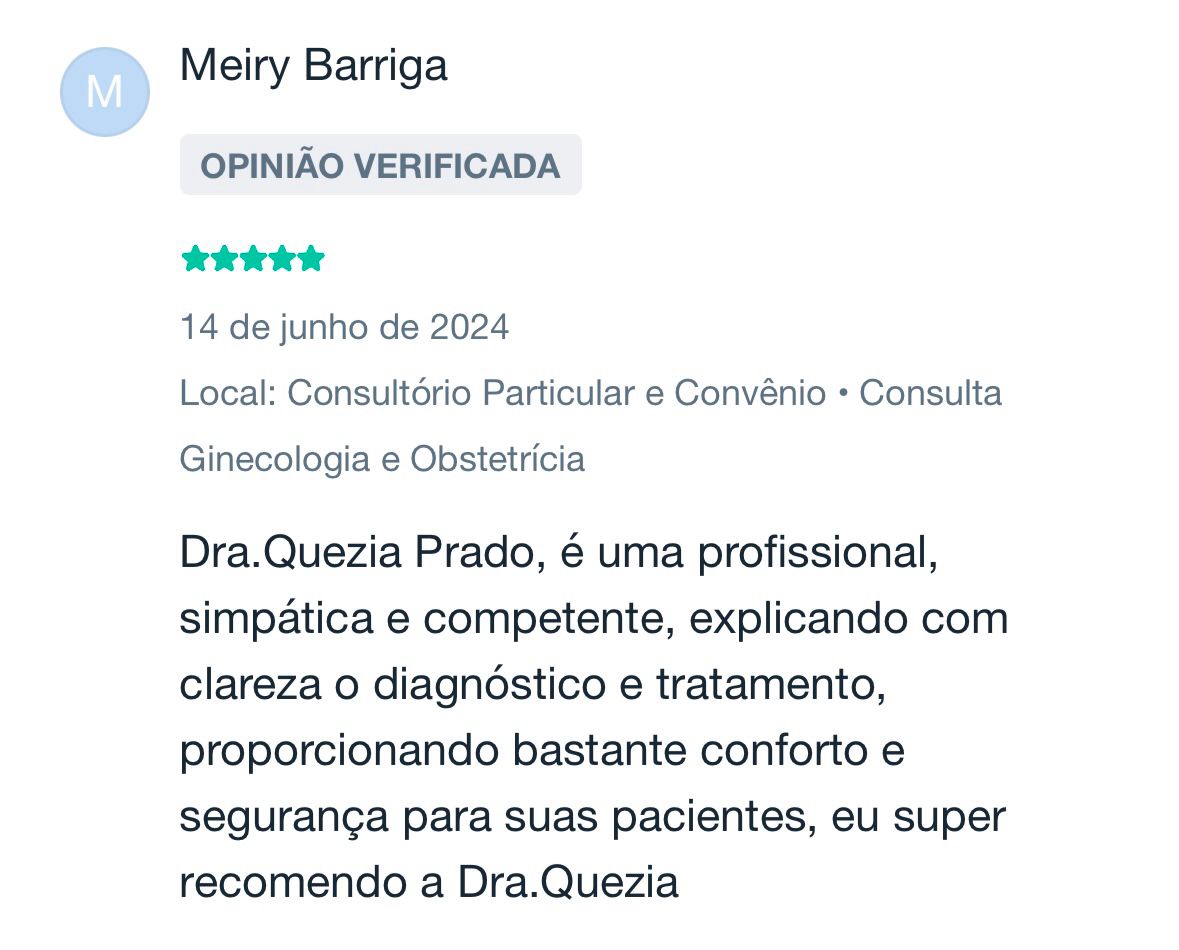 M
Meiry Barriga
OPINIÃO VERIFICADA
14 de junho de 2024
Local: Consultório Particular e Convênio • Consulta
Ginecologia e Obstetrícia
Dra.Quezia Prado, é uma profissional,
simpática e competente, explicando com
clareza o diagnóstico e tratamento,
proporcionando bastante conforto e
segurança para suas pacientes, eu super
recomendo a Dra.Quezia